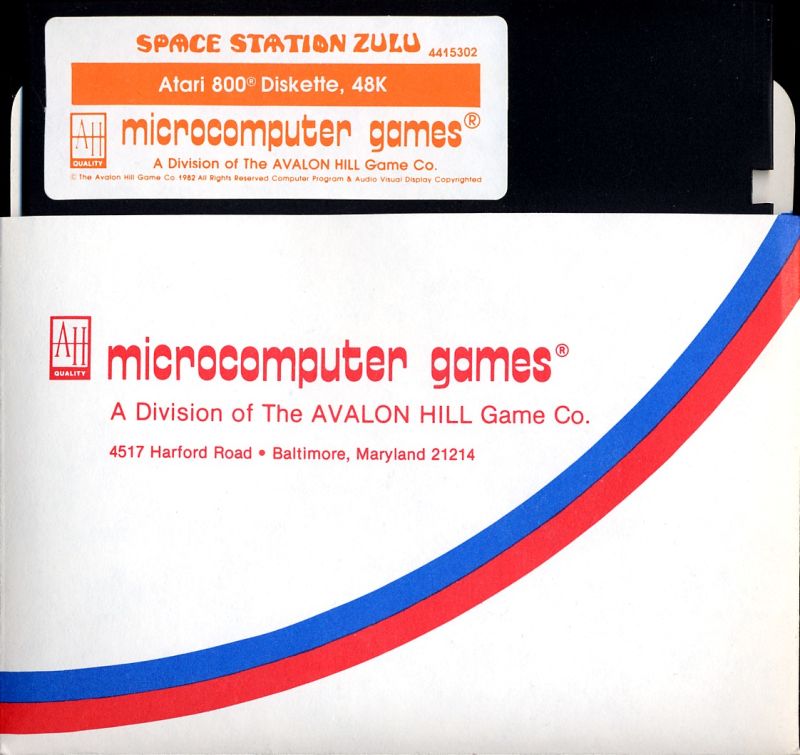 SPACE STATION ZULU 4415302
Atari 800® Diskette, 48K
AH
QUALITY
microcomputer games®
A Division of The AVALON HILL Game Co.
© The Avalon Hill Game Co. 1982 All Rights Reserved Computer Program & Audio Visual Display Copyrighted
AH
QUALITY
microcomputer games®
A Division of The AVALON HILL Game Co.
4517 Harford Road • Baltimore, Maryland 21214